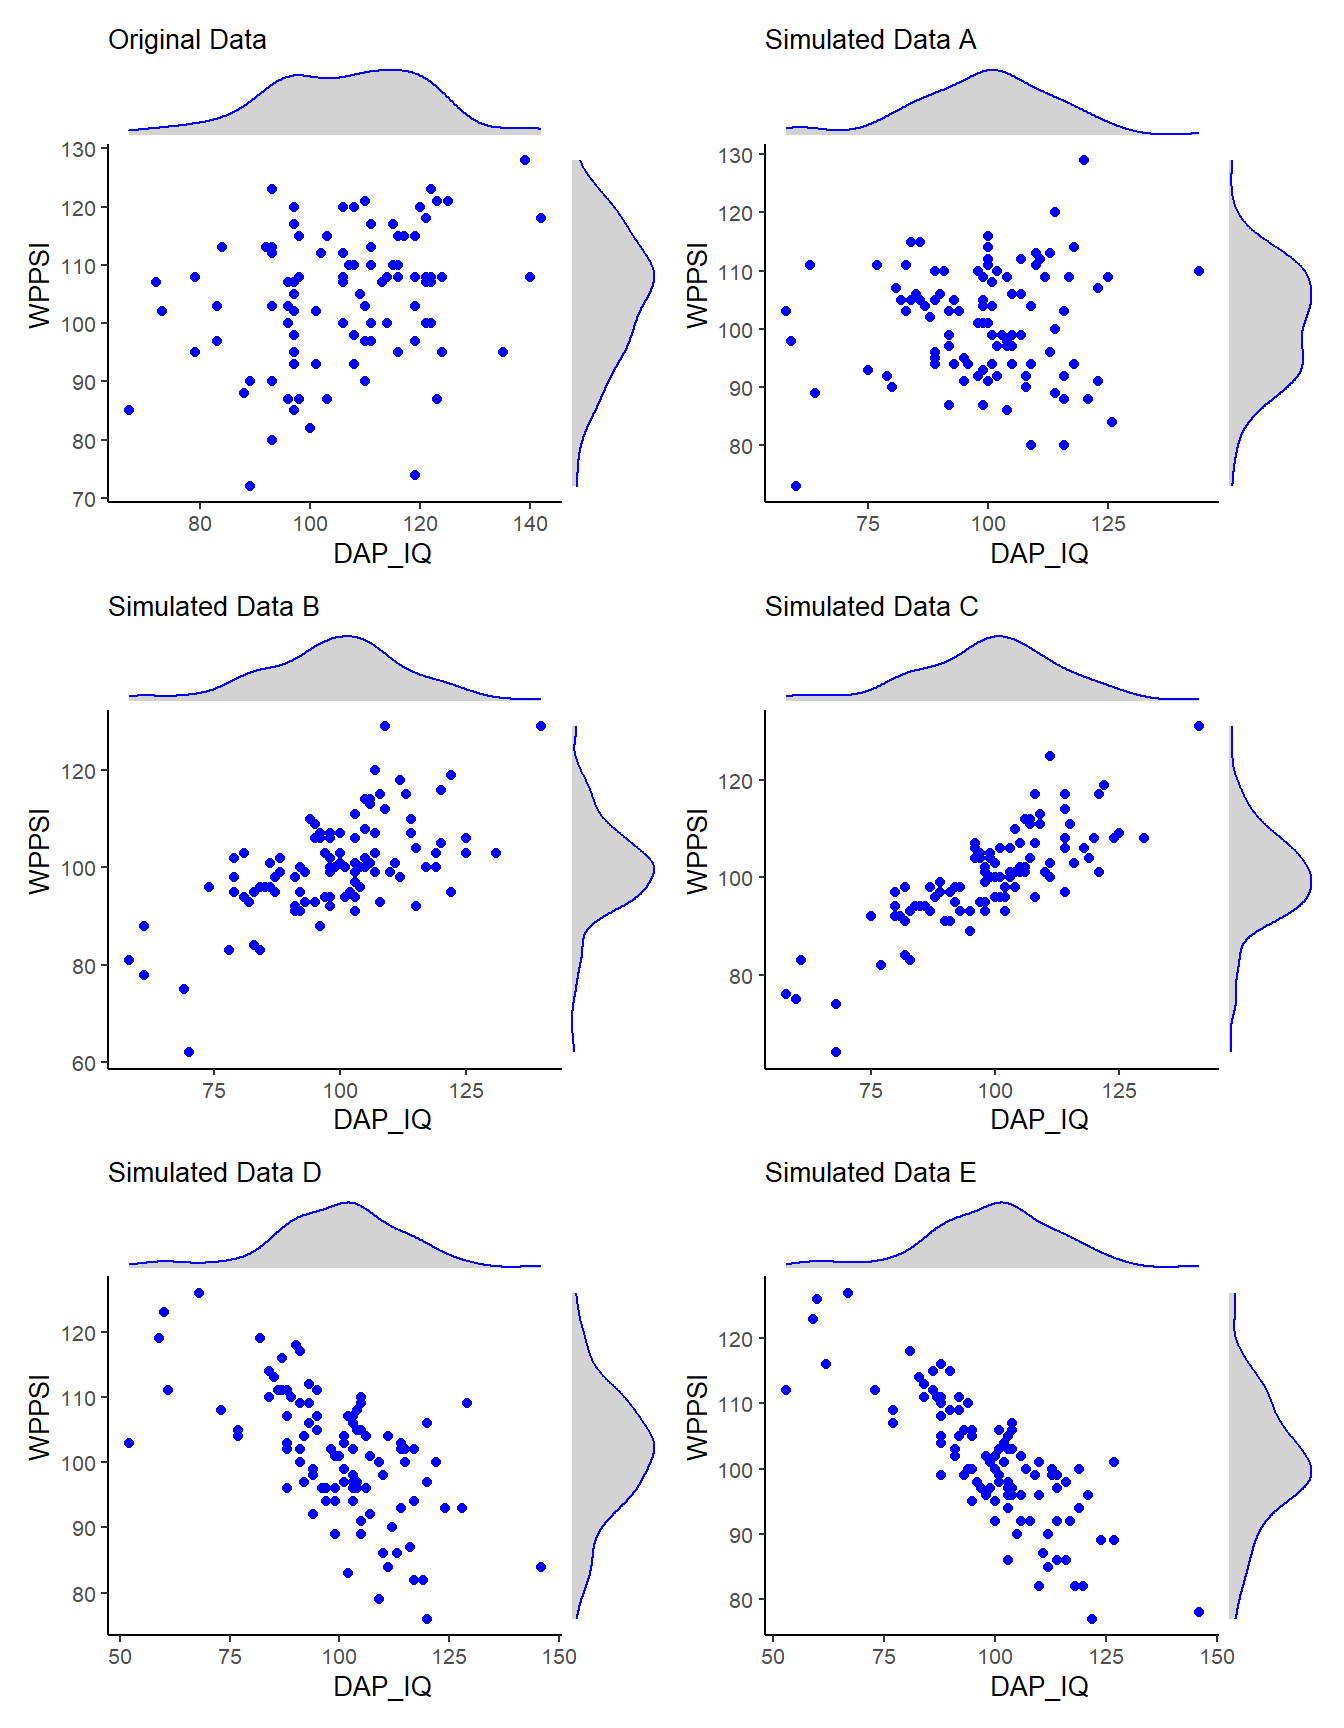 Original Data
130
120
110
100
90
80
70
WPPSI
80 100 120 140
DAP_IQ
Simulated Data A
130
120
110
100
90
80
WPPSI
75 100 125
DAP_IQ
Simulated Data B
120
100
80
60
WPPSI
75 100 125
DAP_IQ
Simulated Data C
120
100
80
WPPSI
75 100 125
DAP_IQ
Simulated Data D
120
110
100
90
80
WPPSI
50 75 100 125 150
DAP_IQ
Simulated Data E
120
110
100
90
80
WPPSI
50 75 100 125 150
DAP_IQ